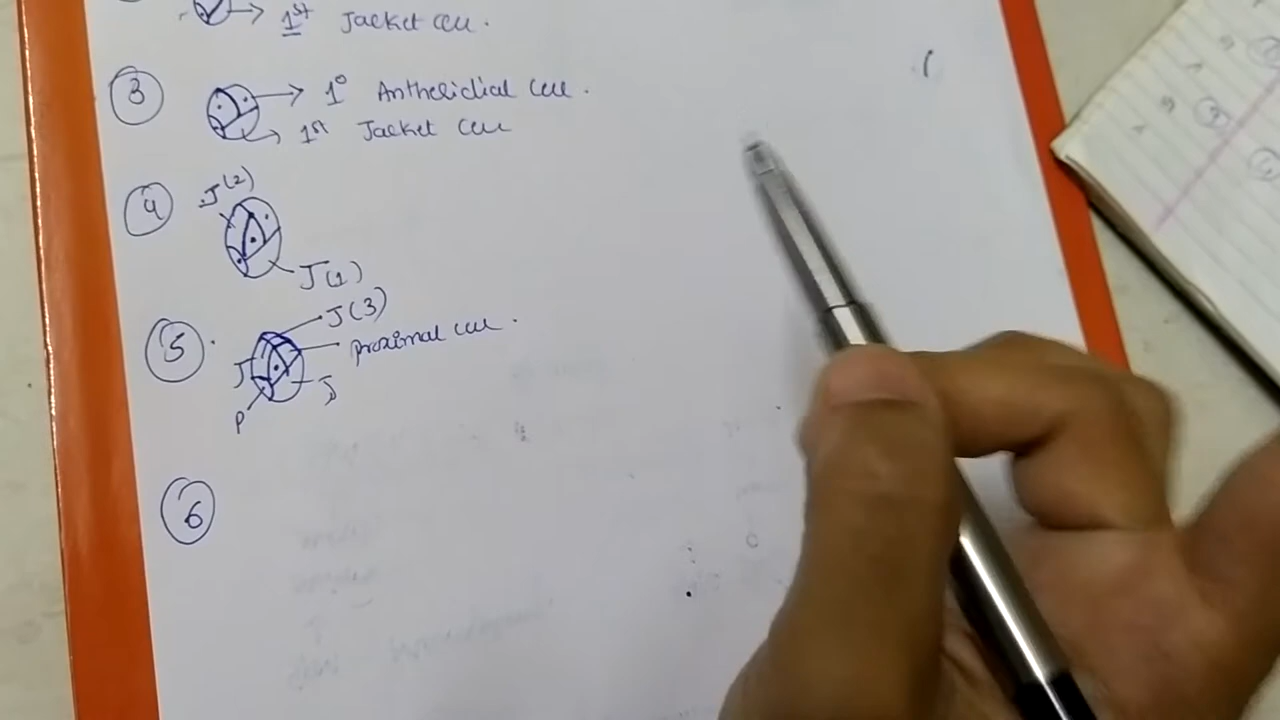 1st Jacket cell.
3
1° Antheridial cell.
1st Jacket cell
4
J(2)
J(1)
5
J(3)
proximal cell.
J
J
P
6